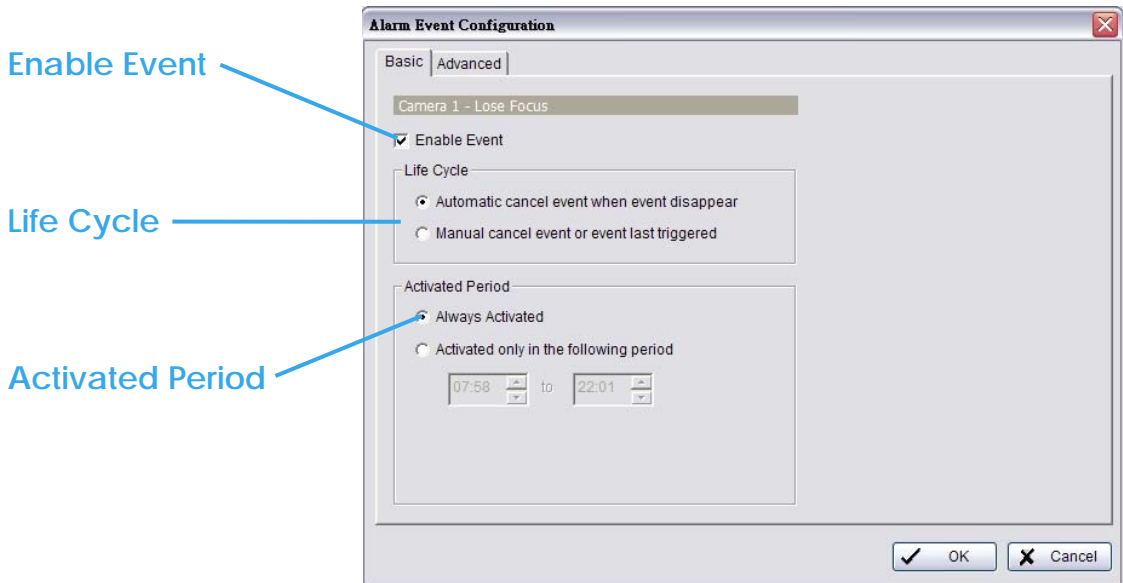 Alarm Event Configuration
Basic Advanced
Enable Event
Camera 1 - Lose Focus
Enable Event
Life Cycle
Automatic cancel event when event disappear
Life Cycle
Manual cancel event or event last triggered
Activated Period
Always Activated
Activated only in the following period
Activated Period
07:58 to 22:01
OK Cancel